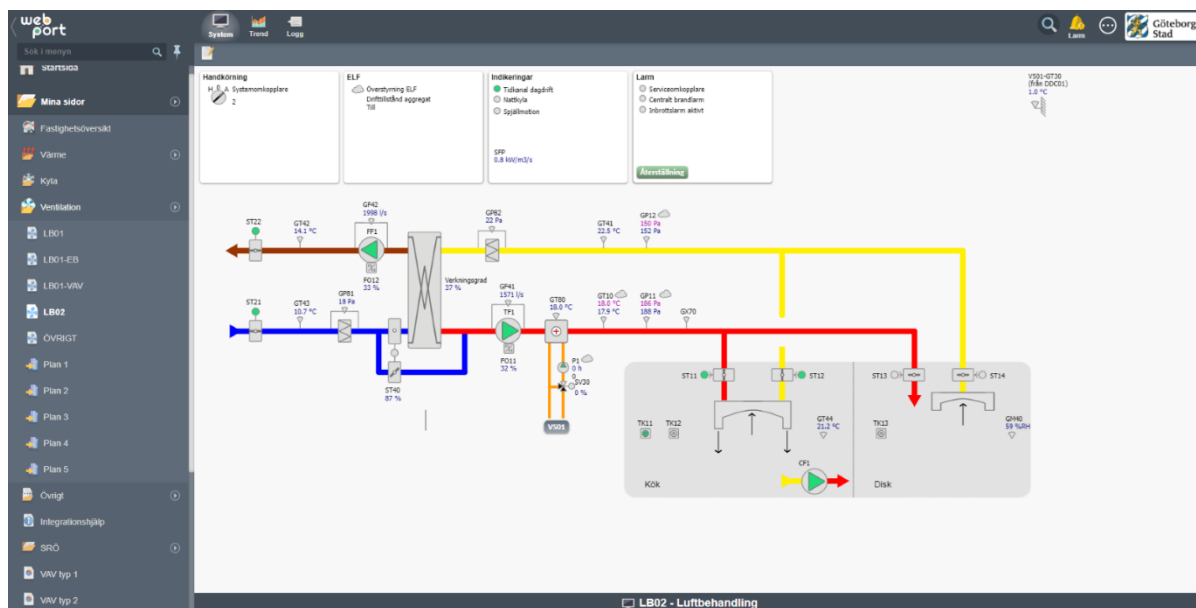 web
port
System
Trend
Logg
Larm
Göteborg
Stad
Sök i menyn
Startsida
Mina sidor
Fastighetsöversikt
Värme
Kyla
Ventilation
LB01
LB01-EB
LB01-VAV
LB02
ÖVRIGT
Plan 1
Plan 2
Plan 3
Plan 4
Plan 5
Övrigt
Integrationshjälp
SRÖ
VAV typ 1
VAV typ 2
Handkörning
H 0 A Systemomkopplare
2
ELF
Överstyrning ELF
Drifttillstånd aggregat
Till
Indikeringar
Tidkanal dagdrift
Nattkyla
Spjällmotion
SFP
0.8 kW/m3/s
Larm
Serviceomkopplare
Centralt brandlarm
Inbrottslarm aktivt
Återställning
VS01-GT30
(från DDC01)
1.0 °C
ST22
GT42
14.1 °C
GF42
1998 l/s
FF1
FO12
33 %
GP82
22 Pa
GT41
22.5 °C
GP12
150 Pa
152 Pa
Verkningsgrad
37 %
ST21
GT43
10.7 °C
GP81
18 Pa
ST40
87 %
GF41
1571 l/s
TF1
FO11
32 %
GT80
18.0 °C
GT10
18.0 °C
17.9 °C
GP11
186 Pa
188 Pa
GX70
P1
0 h
0
SV30
0 %
VS01
ST11
ST12
ST13
ST14
TK11
TK12
GT44
21.2 °C
TK13
GM40
59 %RH
CF1
Kök
Disk
LB02 - Luftbehandling